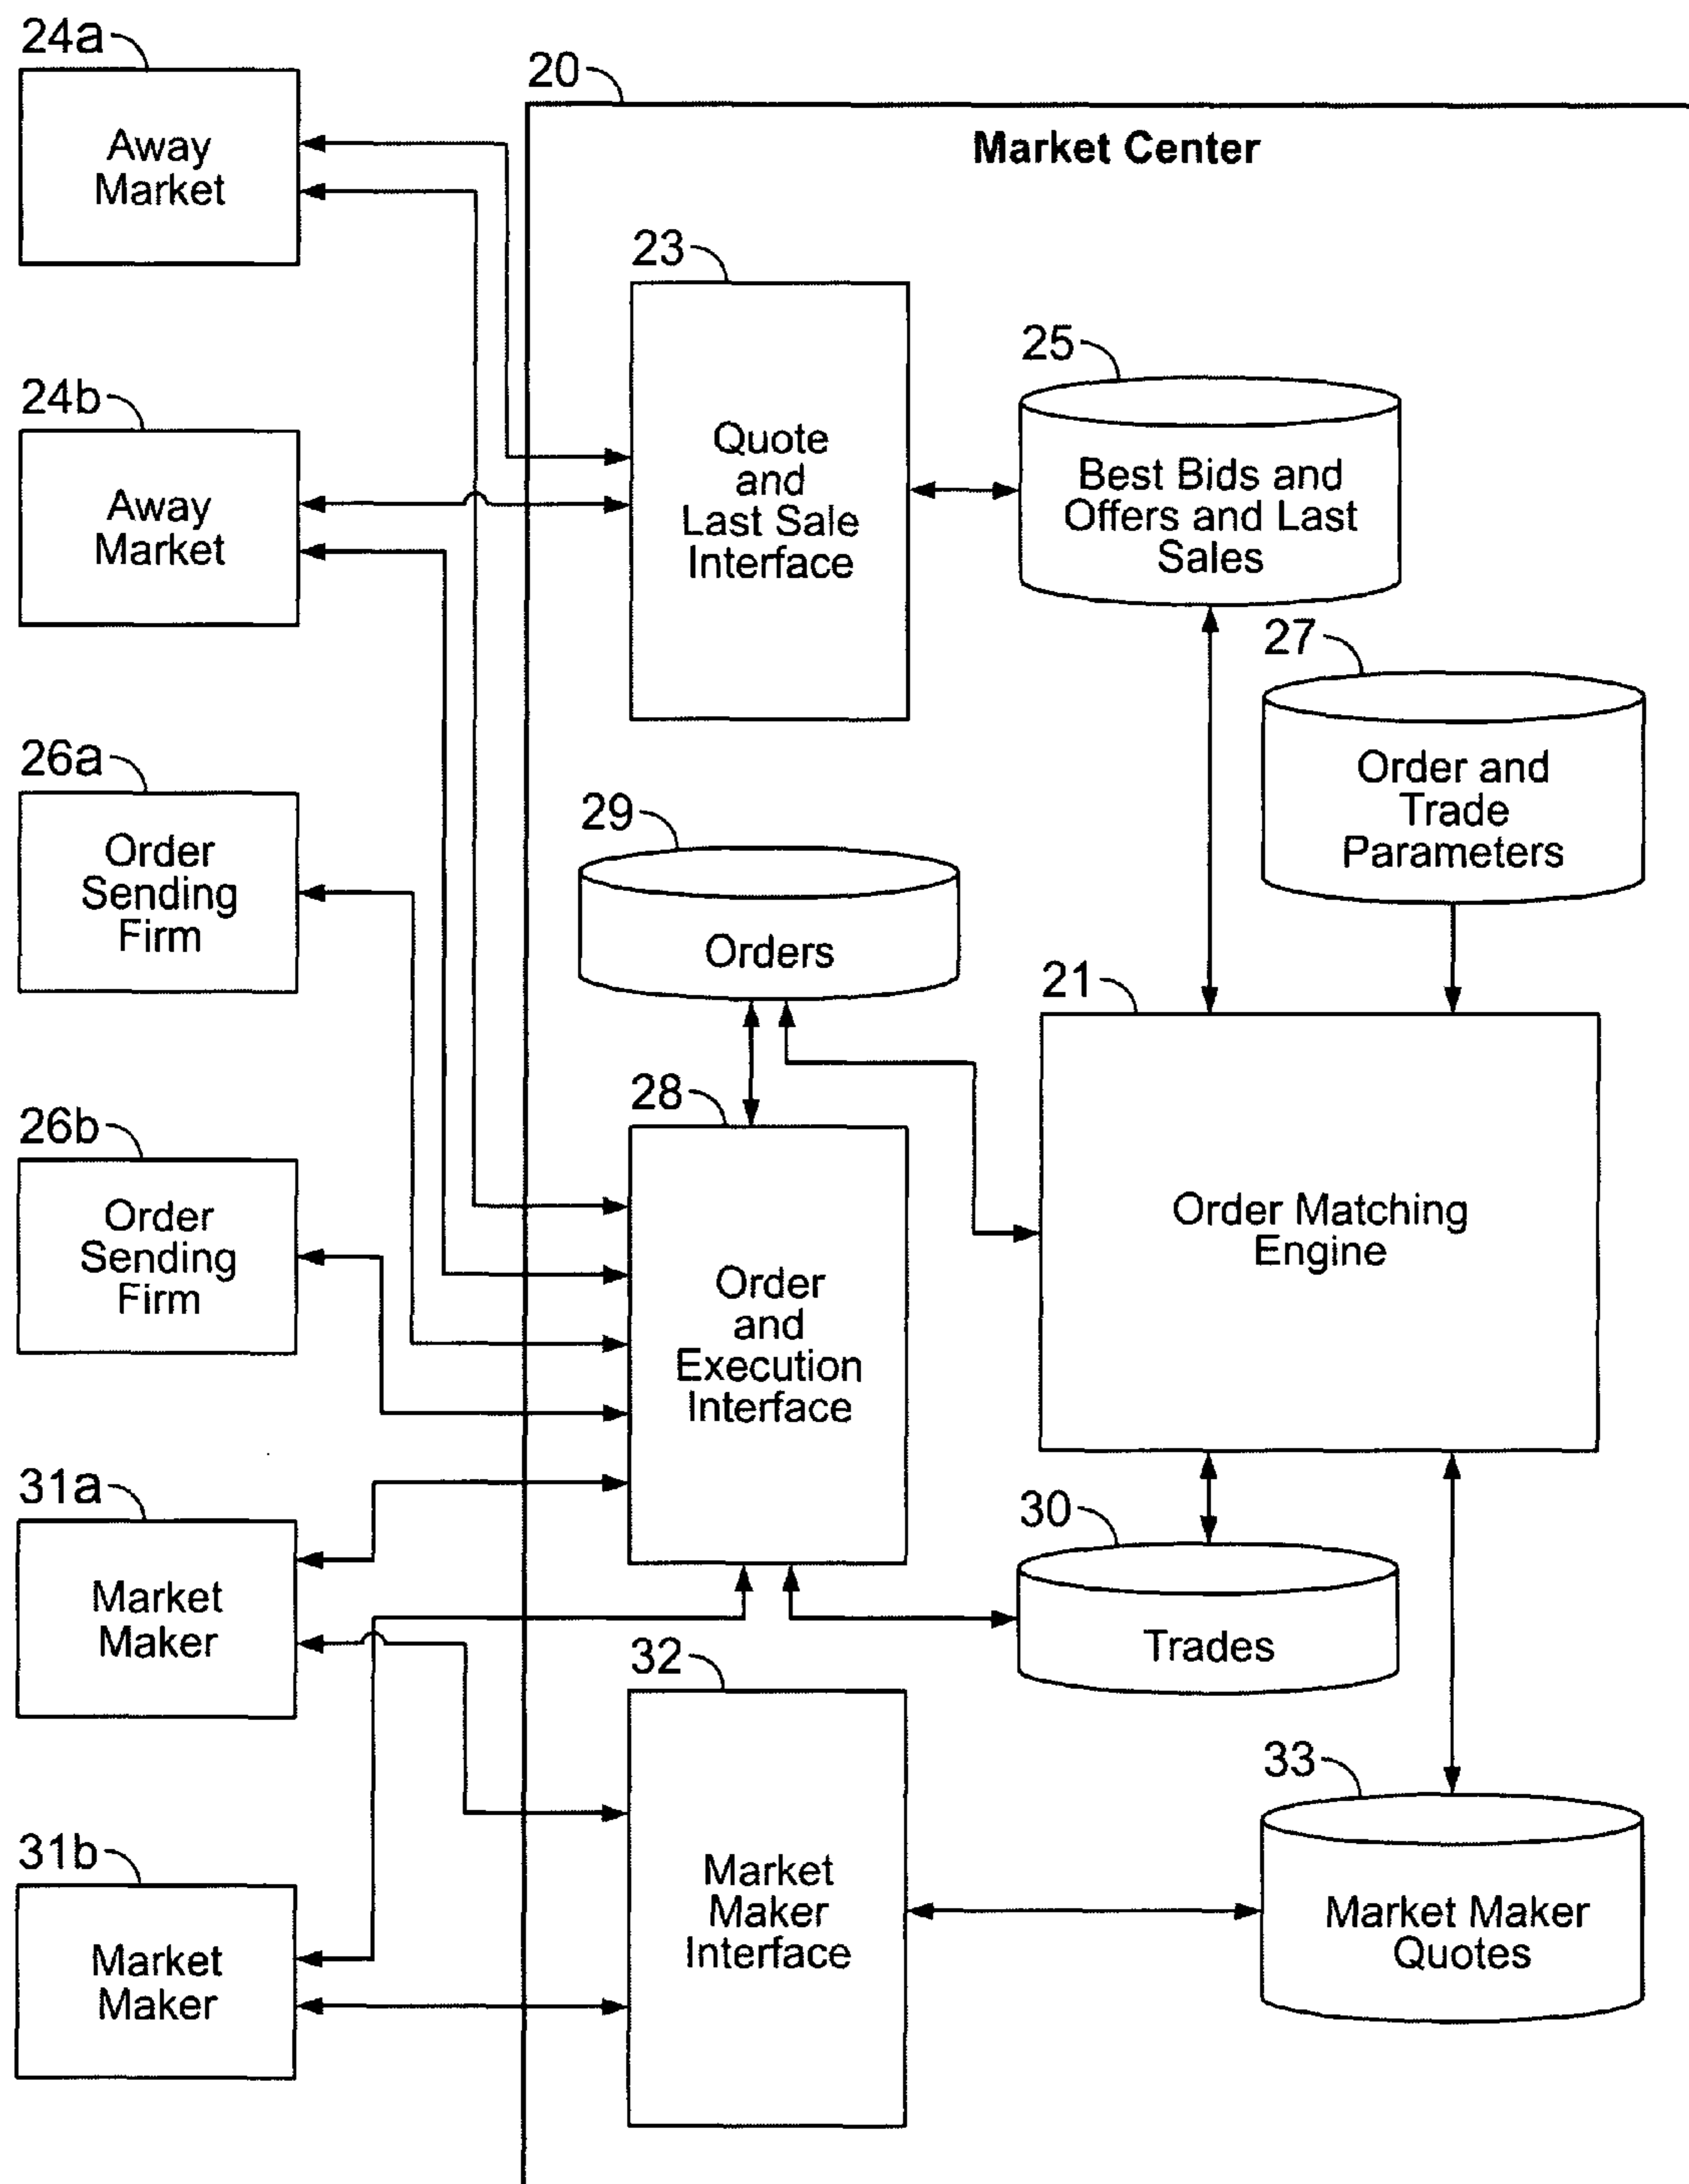 24a
Away
Market
20
Market Center
23
Quote
and
Last Sale
Interface
25
Best Bids and
Offers and Last
Sales
24b
Away
Market
27
Order and
Trade
Parameters
26a
Order
Sending
Firm
29
Orders
21
Order Matching
Engine
26b
Order
Sending
Firm
28
Order
and
Execution
Interface
31a
Market
Maker
30
Trades
32
Market
Maker
Interface
33
Market Maker
Quotes
31b
Market
Maker